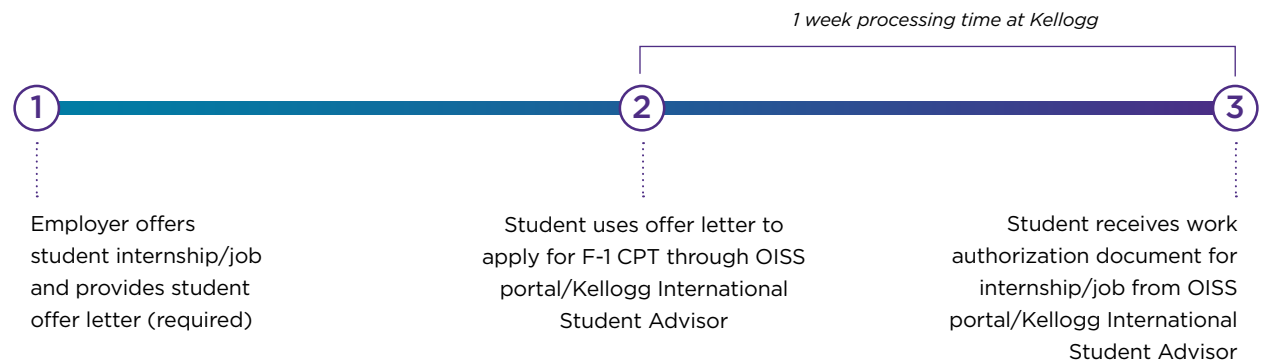 1 week processing time at Kellogg
1
2
3
Employer offers
student internship/job
and provides student
offer letter (required)
Student uses offer letter to
apply for F-1 CPT through OISS
portal/Kellogg International
Student Advisor
Student receives work
authorization document for
internship/job from OISS
portal/Kellogg International
Student Advisor